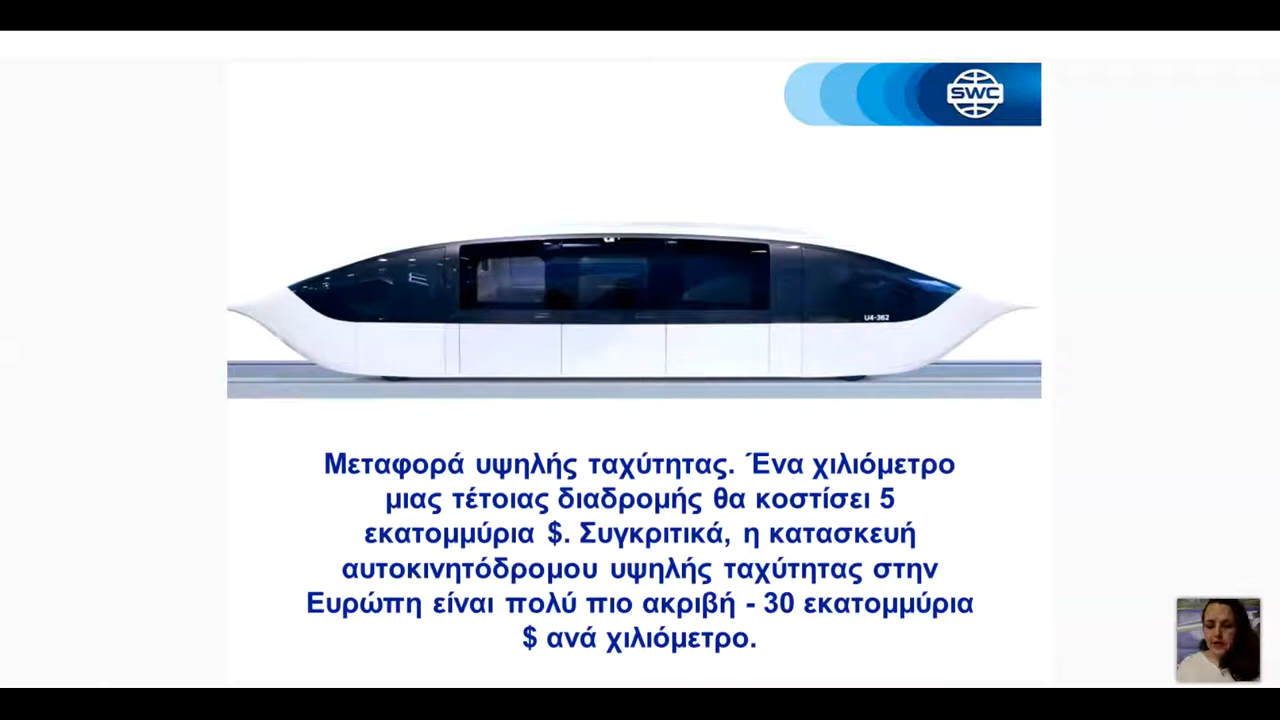 SWC
U4-362
Μεταφορά υψηλής ταχύτητας. Ένα χιλιόμετρο
μιας τέτοιας διαδρομής θα κοστίσει 5
εκατομμύρια $. Συγκριτικά, η κατασκευή
αυτοκινητόδρομου υψηλής ταχύτητας στην
Ευρώπη είναι πολύ πιο ακριβή - 30 εκατομμύρια
$ ανά χιλιόμετρο.